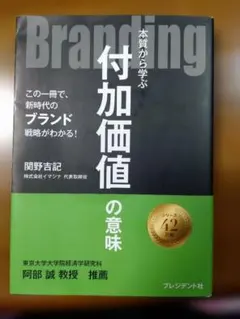 Branding
本質から学ぶ
付加価値の意味
この一冊で、
新時代の
ブランド
戦略がわかる!
関野吉記
株式会社イマジナ 代表取締役
42
東京大学大学院経済学研究科
阿部 誠 教授 推薦
プレジデント社